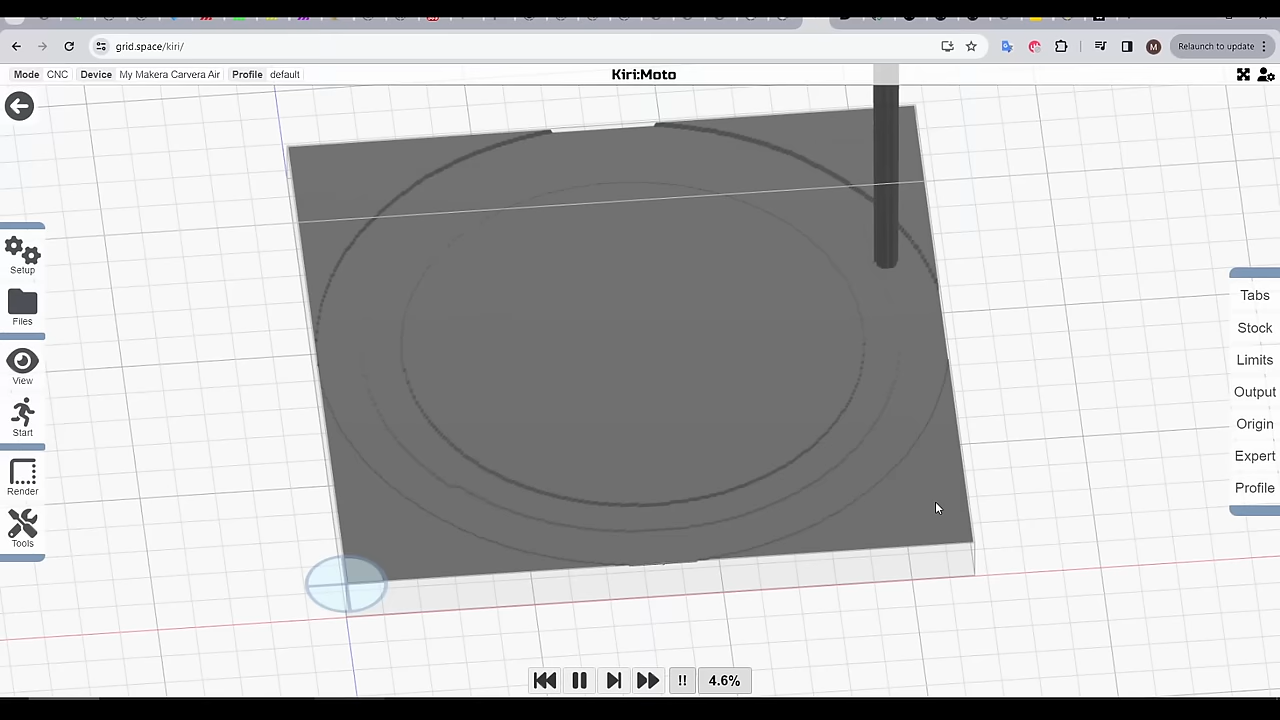 grid.space/kiri/
Relaunch to update
Mode CNC Device My Makera Carvera Air Profile default
Kiri:Moto
Setup
Files
View
Start
Render
Tools
Tabs
Stock
Limits
Output
Origin
Expert
Profile
!! 4.6%
M